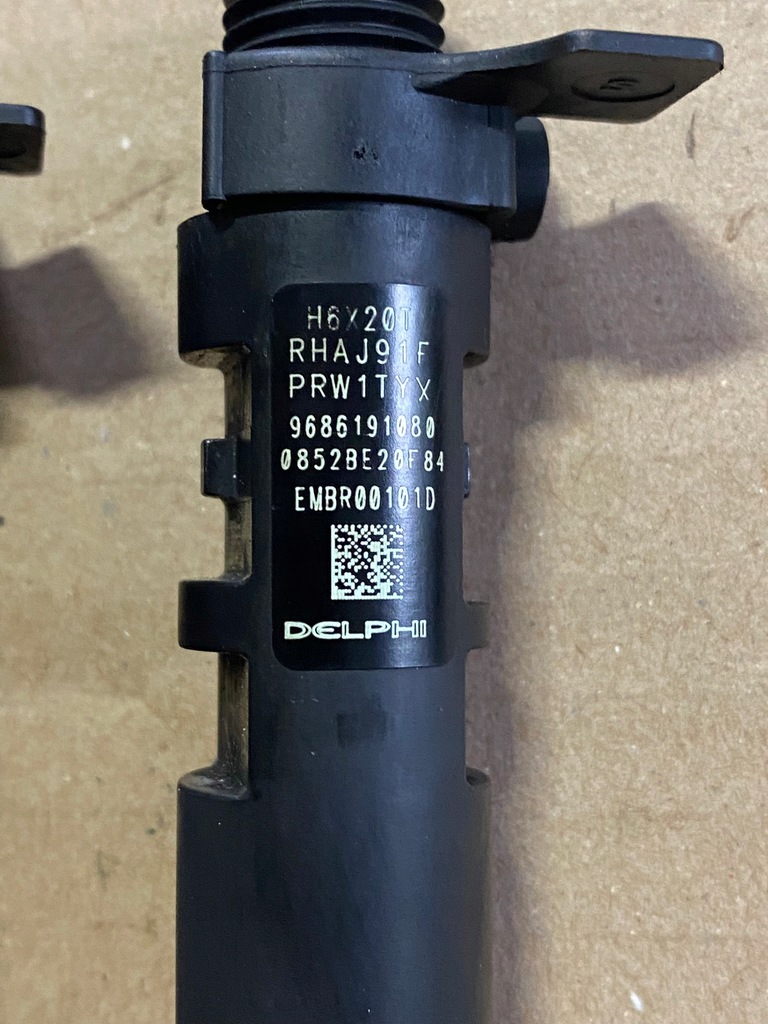 H6X20T
RHAJ91F
PRW1TYX
9686191080
0852BE20F84
EMBR00101D
DELPHI